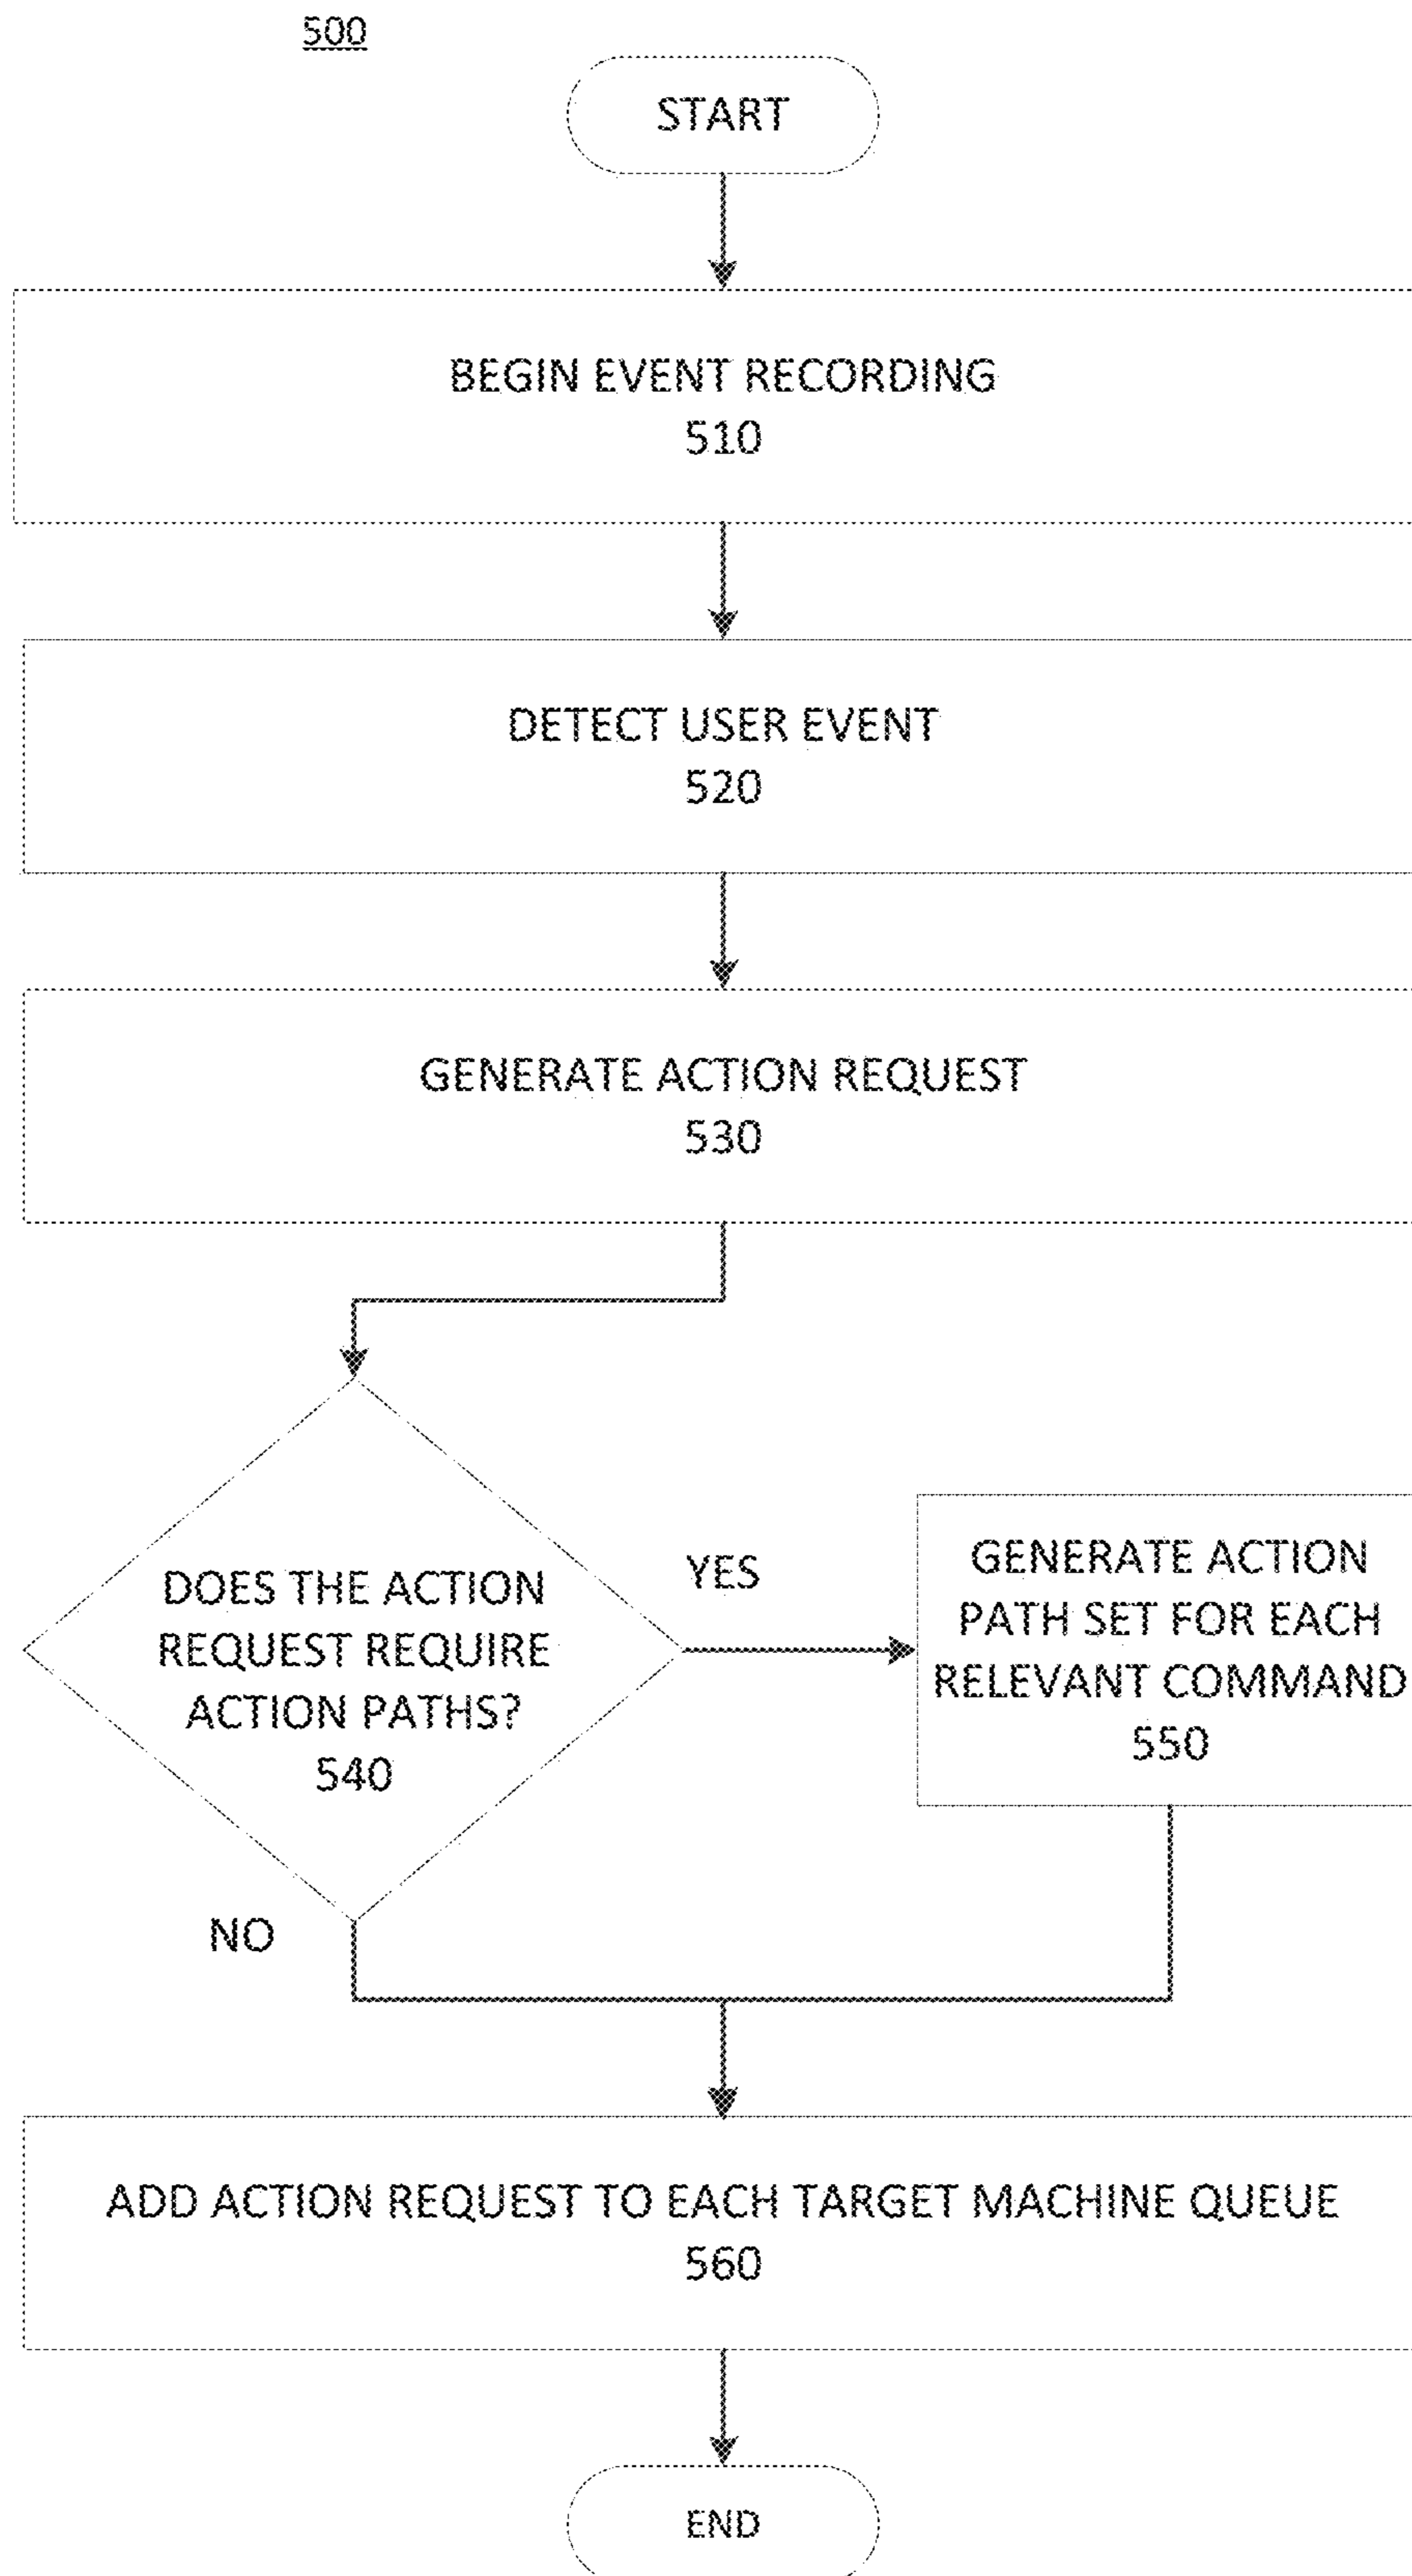 500
START
BEGIN EVENT RECORDING
510
DETECT USER EVENT
520
GENERATE ACTION REQUEST
530
DOES THE ACTION
REQUEST REQUIRE
ACTION PATHS?
540
YES
GENERATE ACTION
PATH SET FOR EACH
RELEVANT COMMAND
550
NO
ADD ACTION REQUEST TO EACH TARGET MACHINE QUEUE
560
END